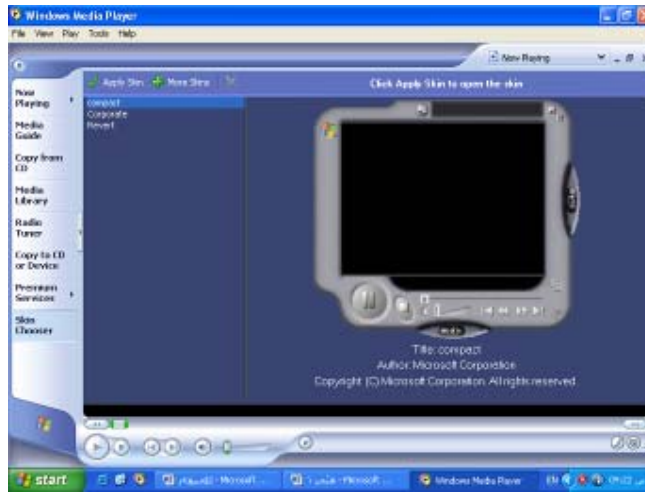 Windows Media Player
File View Play Tools Help
Now Playing
Apply Skin More Skins
Click Apply Skin to open the skin
Now
Playing
Media
Guide
Copy from
CD
Media
Library
Radio
Tuner
Copy to CD
or Device
Premium
Services
Skin
Chooser
compact
Corporate
Revert
Title: compact
Author: Microsoft Corporation
Copyright (C) Microsoft Corporation. All rights reserved.
start
Microsoft ...
Microsoft ...
Windows Media Player
EN